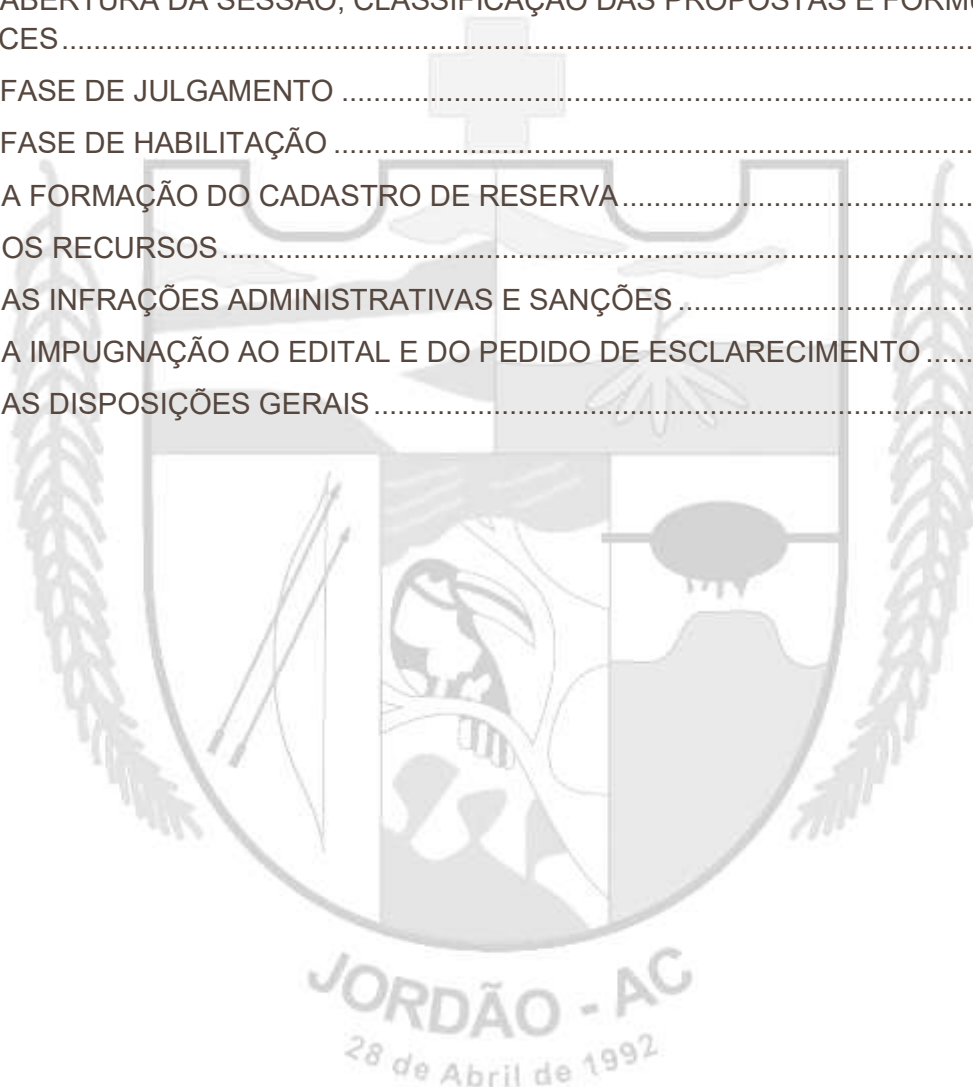 ABERTURA DA SESSÃO, CLASSIFICAÇÃO DAS PROPOSTAS E FORMU
CES
FASE DE JULGAMENTO
FASE DE HABILITAÇÃO
A FORMAÇÃO DO CADASTRO DE RESERVA
OS RECURSOS
AS INFRAÇÕES ADMINISTRATIVAS E SANÇÕES
A IMPUGNAÇÃO AO EDITAL E DO PEDIDO DE ESCLARECIMENTO
AS DISPOSIÇÕES GERAIS
JORDÃO - AC
28 de Abril de 1992